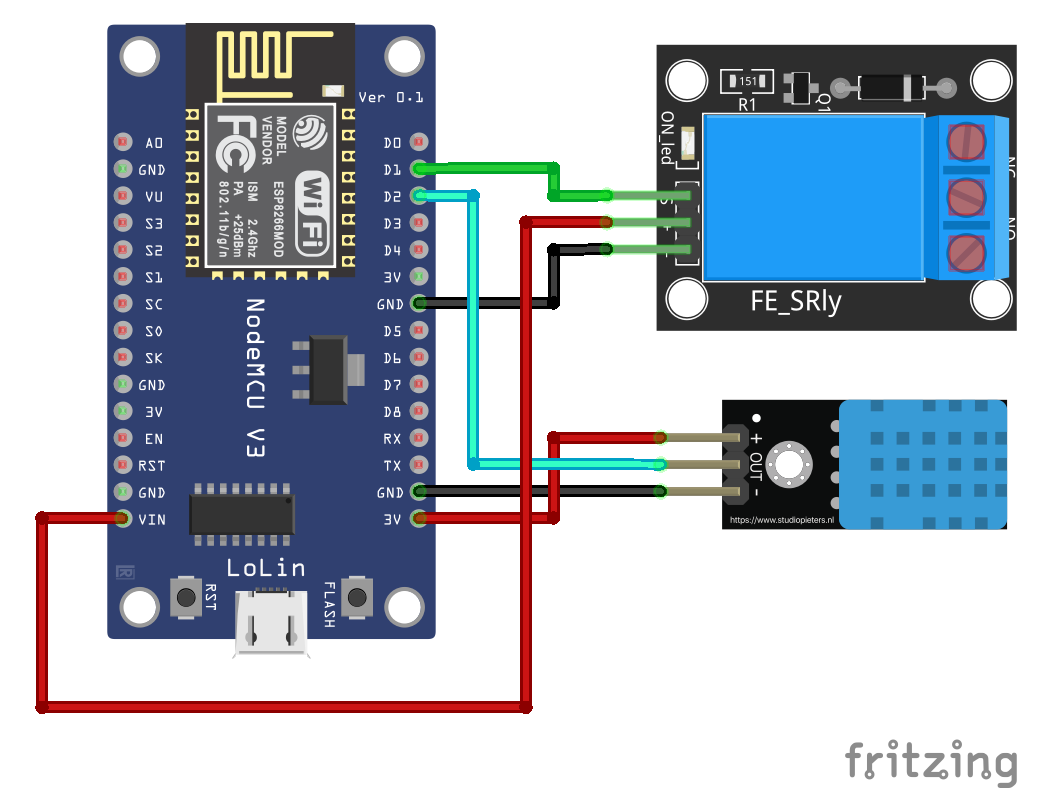 Ver 0.1
A0
GND
VU
S3
S2
S1
SC
S0
SK
GND
3V
EN
RST
GND
VIN
D0
D1
D2
D3
D4
3V
GND
D5
D6
D7
D8
RX
TX
GND
3V
MODEL
VENDOR
ESP8266MOD
ISM 2.4Ghz
PA +25dBm
802.11b/g/n
FC
WiFi
NodeMCU V3
LoLin
RST
FLASH
151
R1
Q1
ON_led
S
+
-
NC
NO
FE_SRly
+
OUT
-
https://www.studiopieters.nl
fritzing